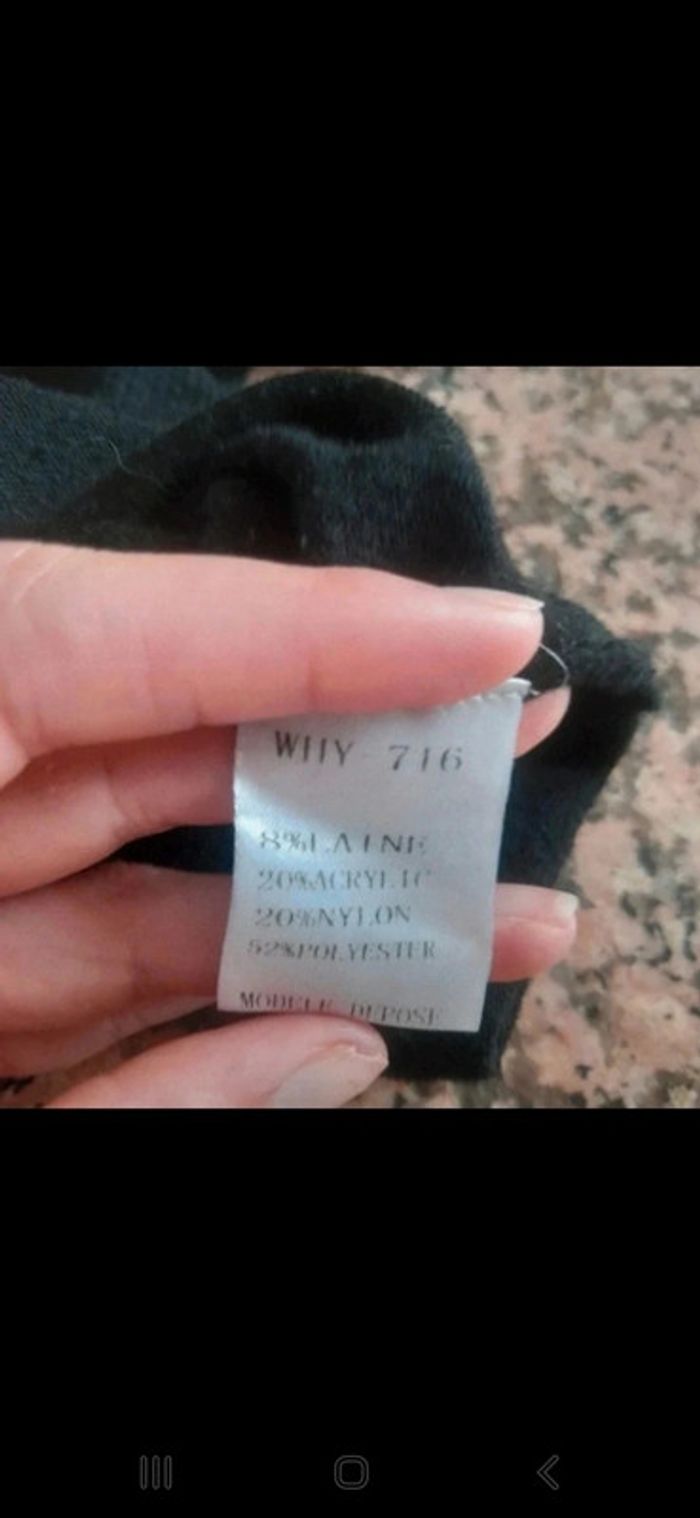 WHY-716
8%LAINE
20%ACRYLIC
20%NYLON
52%POLYESTER
MODELE DEPOSE